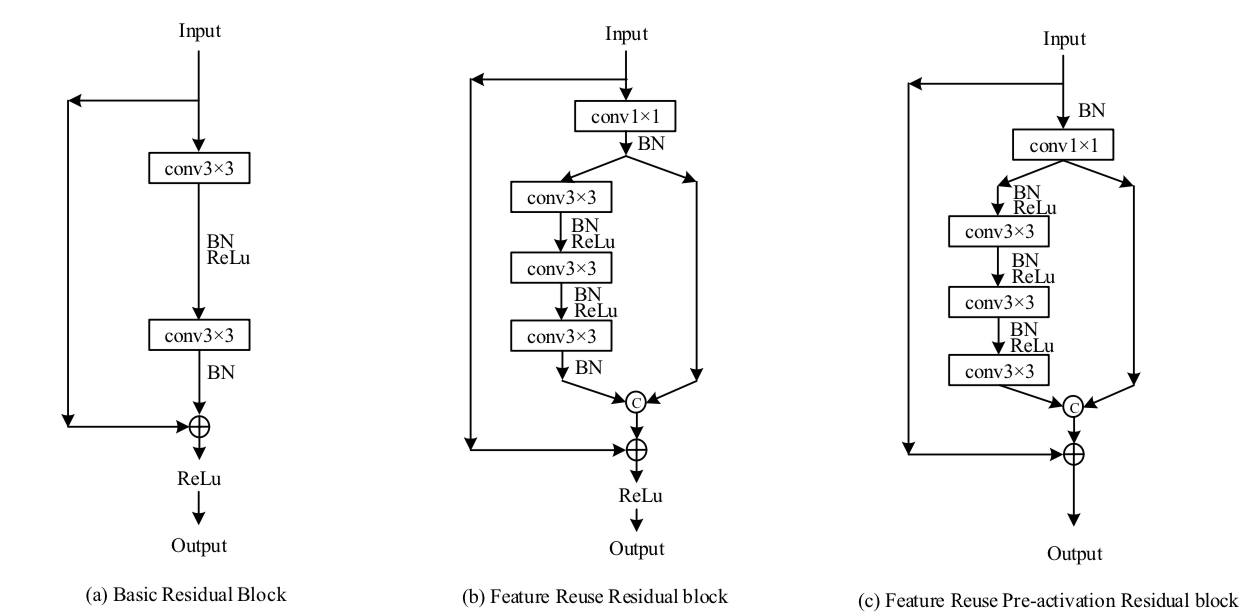 Input
conv3×3
BN
ReLu
conv3×3
BN
ReLu
Output
(a) Basic Residual Block
Input
conv1×1
BN
conv3×3
BN
ReLu
conv3×3
BN
ReLu
conv3×3
BN
C
ReLu
Output
(b) Feature Reuse Residual block
Input
BN
conv1×1
BN
ReLu
conv3×3
BN
ReLu
conv3×3
BN
ReLu
conv3×3
C
Output
(c) Feature Reuse Pre-activation Residual block